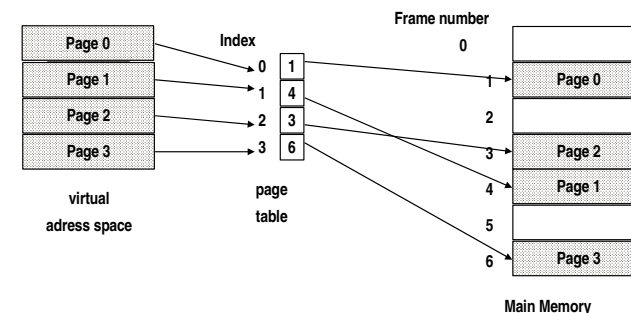 Frame number
Page 0 Index 0
0 1
Page 1 1 Page 0
1 4
Page 2 2 3 2
3 Page 2
Page 3 3 6
4 Page 1
virtual page
adress space table 5
6 Page 3
Main Memory